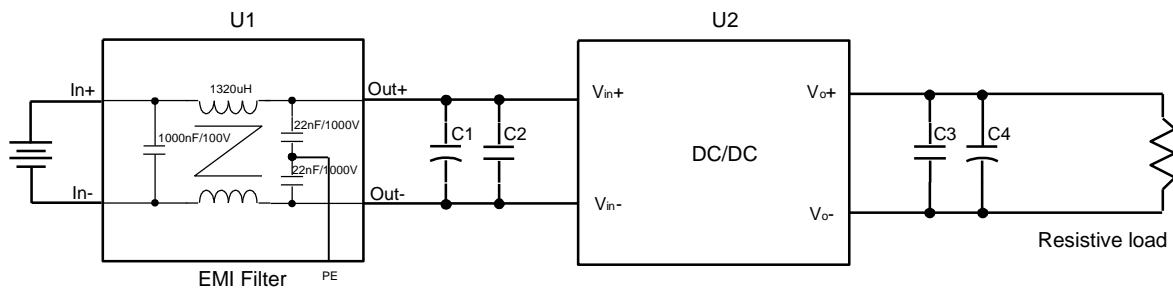 U1
U2
In+
1320uH
Out+
1000nF/100V
22nF/1000V
22nF/1000V
In-
Out-
PE
EMI Filter
C1
C2
Vin+
Vin-
DC/DC
Vo+
Vo-
C3
C4
Resistive load